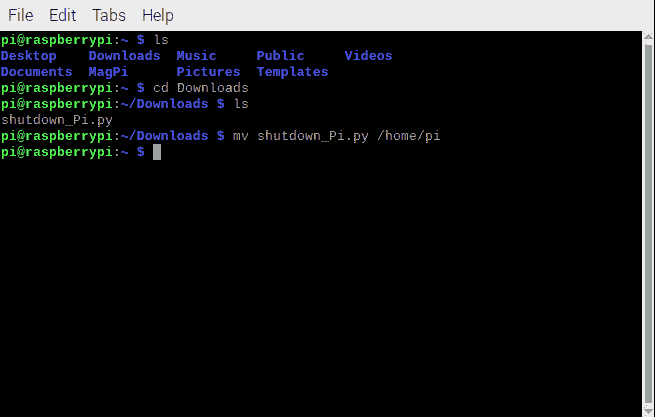 File Edit Tabs Help
pi@raspberrypi:~ $ ls
Desktop Downloads Music Public Videos
Documents MagPi Pictures Templates
pi@raspberrypi:~ $ cd Downloads
pi@raspberrypi:~/Downloads $ ls
shutdown_Pi.py
pi@raspberrypi:~/Downloads $ mv shutdown_Pi.py /home/pi
pi@raspberrypi:~ $